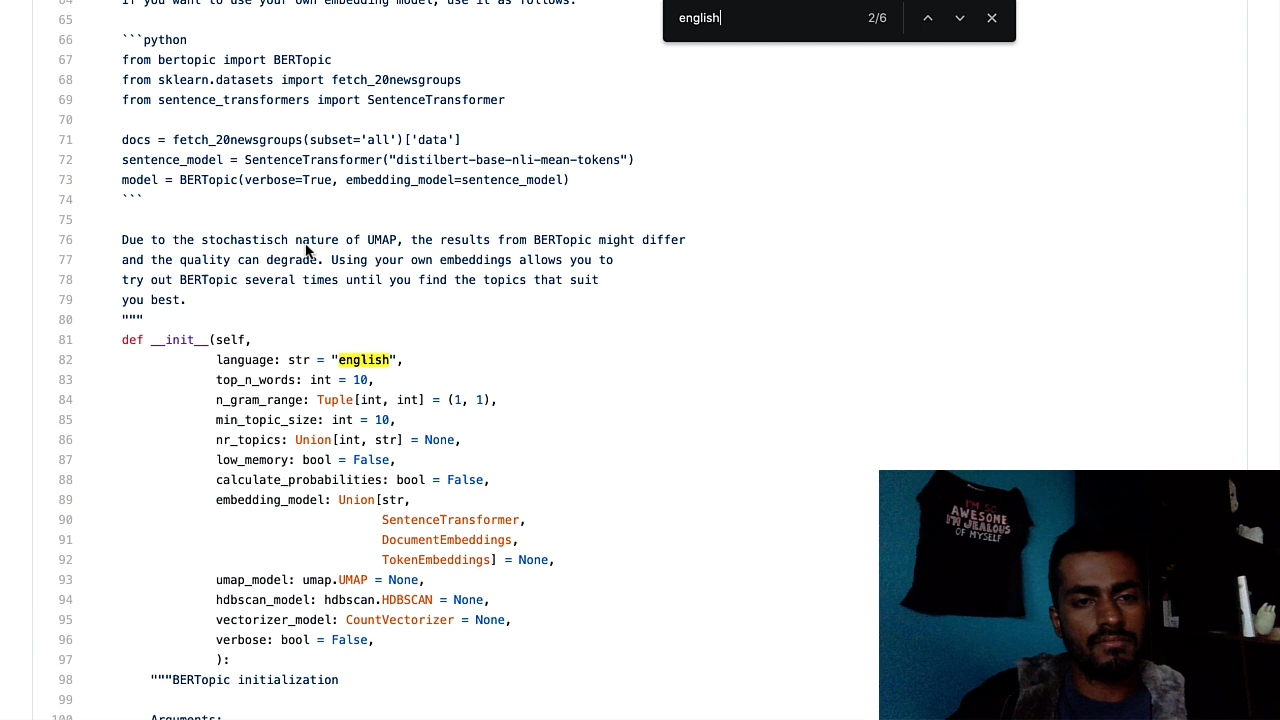 english 2/6
64 If you want to use your own embedding model, use it as follows:
65
66 ```python
67 from bertopic import BERTopic
68 from sklearn.datasets import fetch_20newsgroups
69 from sentence_transformers import SentenceTransformer
70
71 docs = fetch_20newsgroups(subset='all')['data']
72 sentence_model = SentenceTransformer("distilbert-base-nli-mean-tokens")
73 model = BERTopic(verbose=True, embedding_model=sentence_model)
74 ```
75
76 Due to the stochastisch nature of UMAP, the results from BERTopic might differ
77 and the quality can degrade. Using your own embeddings allows you to
78 try out BERTopic several times until you find the topics that suit
79 you best.
80 """
81 def __init__(self,
82 language: str = "english",
83 top_n_words: int = 10,
84 n_gram_range: Tuple[int, int] = (1, 1),
85 min_topic_size: int = 10,
86 nr_topics: Union[int, str] = None,
87 low_memory: bool = False,
88 calculate_probabilities: bool = False,
89 embedding_model: Union[str,
90 SentenceTransformer,
91 DocumentEmbeddings,
92 TokenEmbeddings] = None,
93 umap_model: umap.UMAP = None,
94 hdbscan_model: hdbscan.HDBSCAN = None,
95 vectorizer_model: CountVectorizer = None,
96 verbose: bool = False,
97 ):
98 """BERTopic initialization
99
100 Arguments:
I'M SO
AWESOME
I'M JEALOUS
OF MYSELF